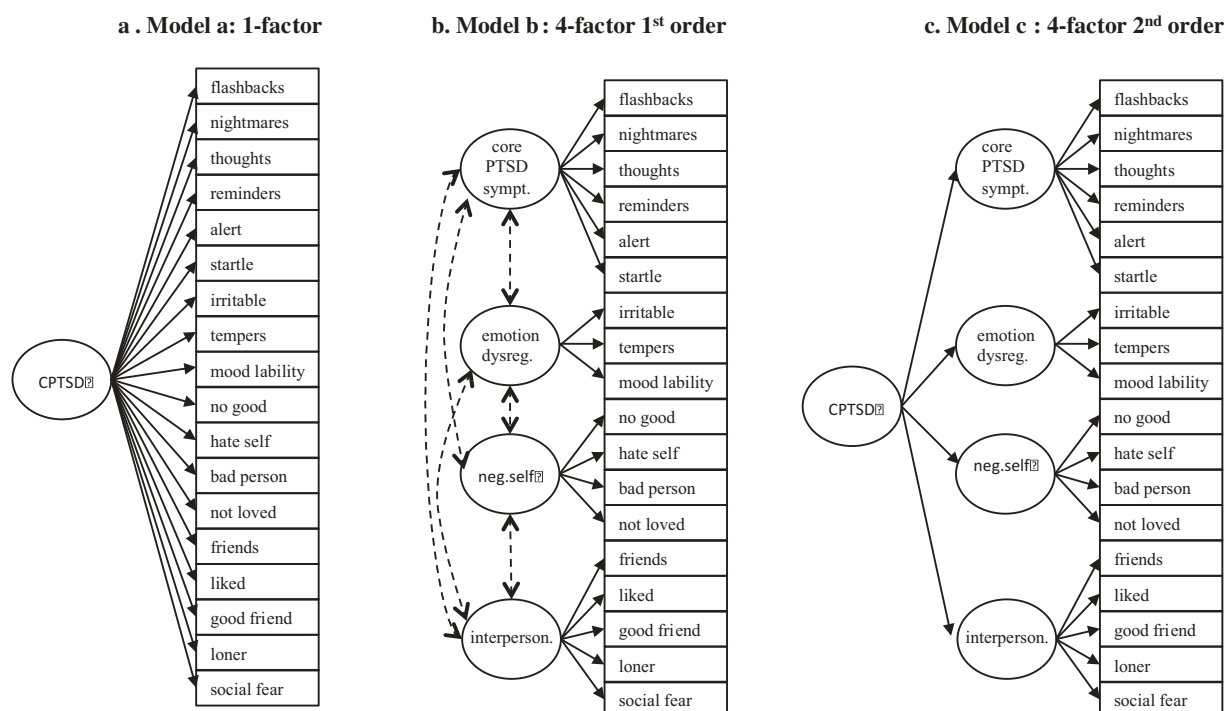 a . Model a: 1-factor
flashbacks
nightmares
thoughts
reminders
alert
startle
irritable
tempers
mood lability
no good
hate self
bad person
not loved
friends
liked
good friend
loner
social fear
CPTSD
b. Model b : 4-factor 1st order
core
PTSD
sympt.
emotion
dysreg.
neg.self
interperson.
flashbacks
nightmares
thoughts
reminders
alert
startle
irritable
tempers
mood lability
no good
hate self
bad person
not loved
friends
liked
good friend
loner
social fear
c. Model c : 4-factor 2nd order
CPTSD
core
PTSD
sympt.
emotion
dysreg.
neg.self
interperson.
flashbacks
nightmares
thoughts
reminders
alert
startle
irritable
tempers
mood lability
no good
hate self
bad person
not loved
friends
liked
good friend
loner
social fear